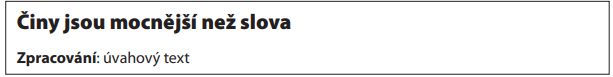 Činy jsou mocnější než slova
Zpracování: úvahový text